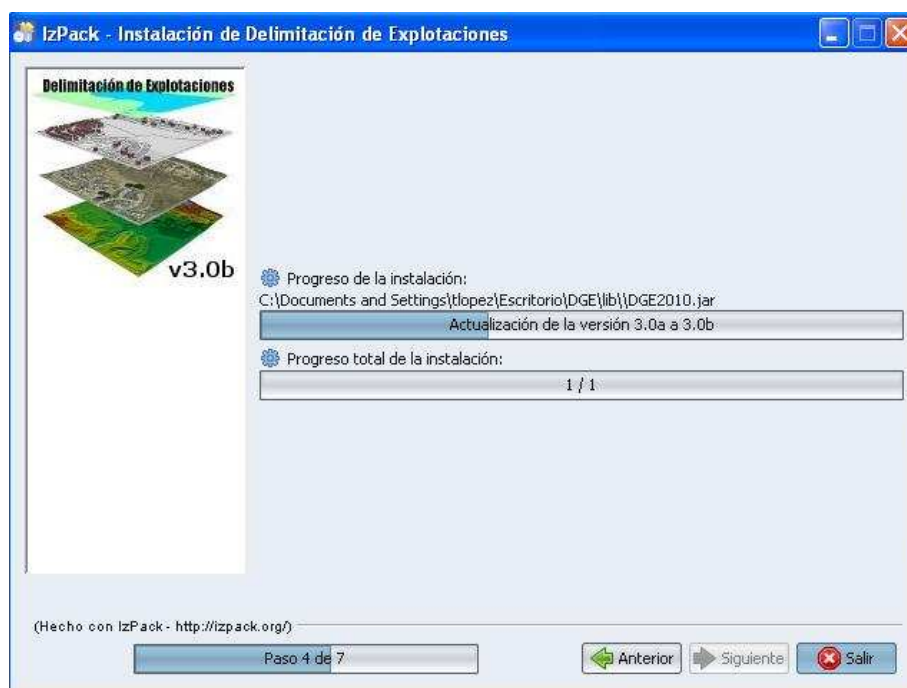 IzPack - Instalación de Delimitación de Explotaciones
Delimitación de Explotaciones
v3.0b
Progreso de la instalación:
C:\Documents and Settings\tlopez\Escritorio\DGE\lib\\DGE2010.jar
Actualización de la versión 3.0a a 3.0b
Progreso total de la instalación:
1 / 1
(Hecho con IzPack - http://izpack.org/)
Paso 4 de 7
Anterior
Siguiente
Salir